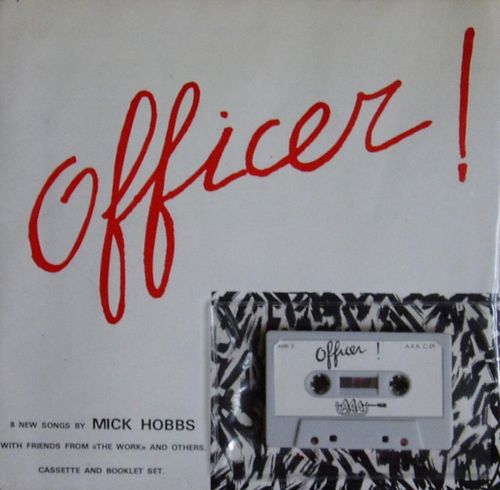 Officer !
8 NEW SONGS BY MICK HOBBS
WITH FRIENDS FROM «THE WORK» AND OTHERS.
CASSETTE AND BOOKLET SET.
Officer !